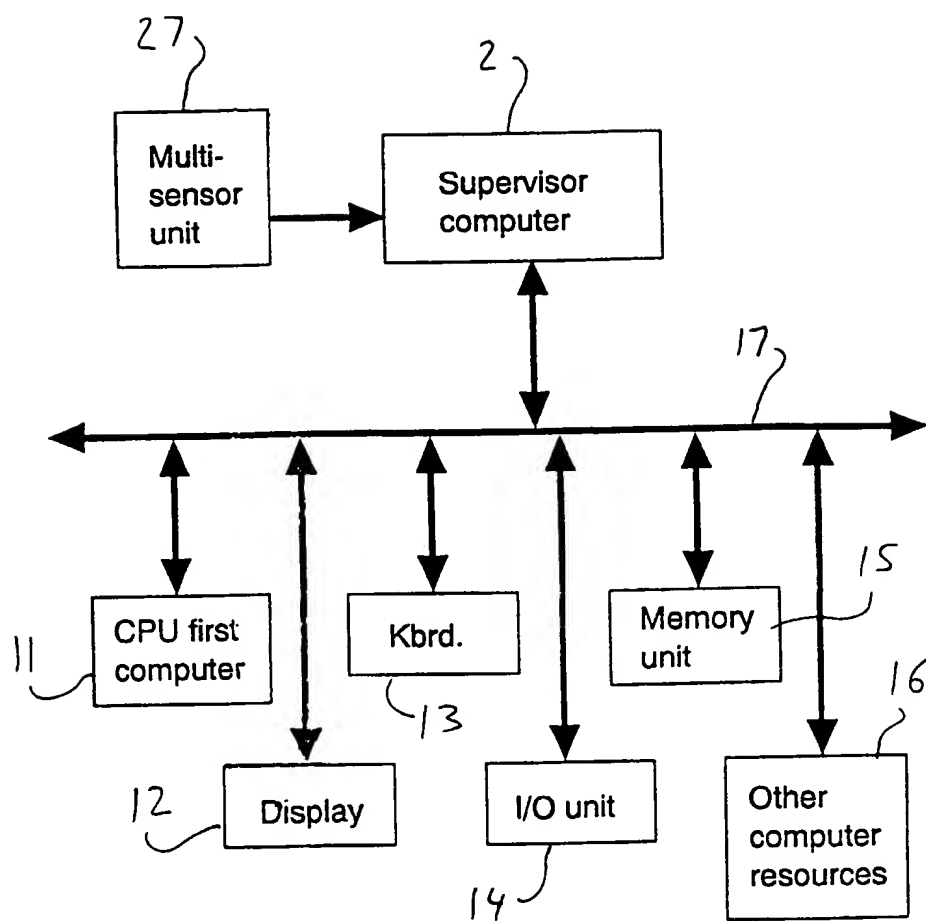 27
2
Multi-
sensor
unit
Supervisor
computer
17
15
CPU first
computer
Kbrd.
Memory
unit
11
13
16
12
Display
I/O unit
Other
computer
resources
14